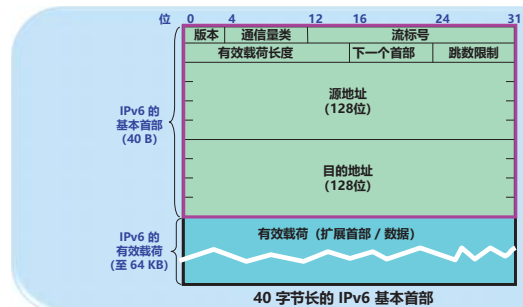 位 0 4 12 16 24 31
版本 通信量类 流标号
有效载荷长度 下一个首部 跳数限制
源地址
(128位)
IPv6 的
基本首部
(40 B)
目的地址
(128位)
IPv6 的
有效载荷
(至 64 KB)
有效载荷（扩展首部 / 数据）
40 字节长的 IPv6 基本首部